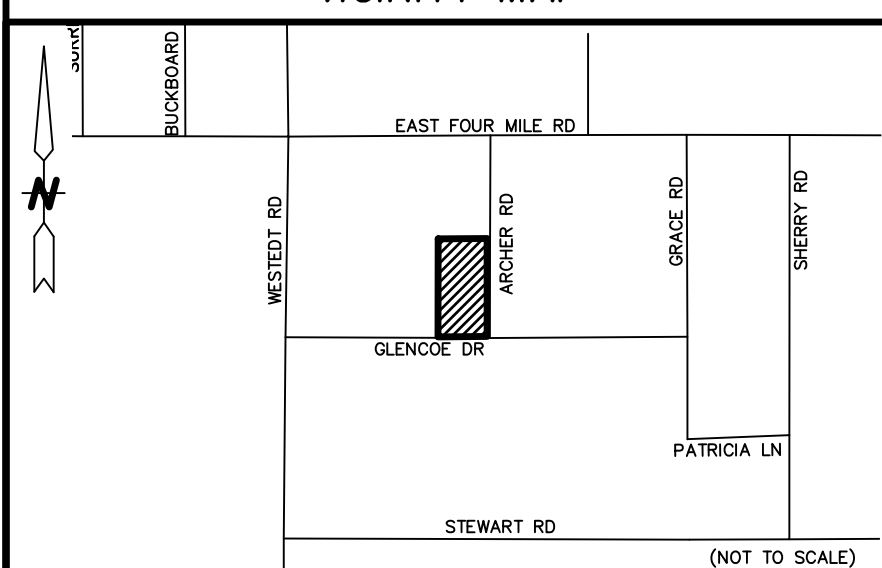 BUCKBOARD
EAST FOUR MILE RD
WESTEDT RD
ARCHER RD
GRACE RD
SHERRY RD
N
GLENCOE DR
PATRICIA LN
STEWART RD
(NOT TO SCALE)